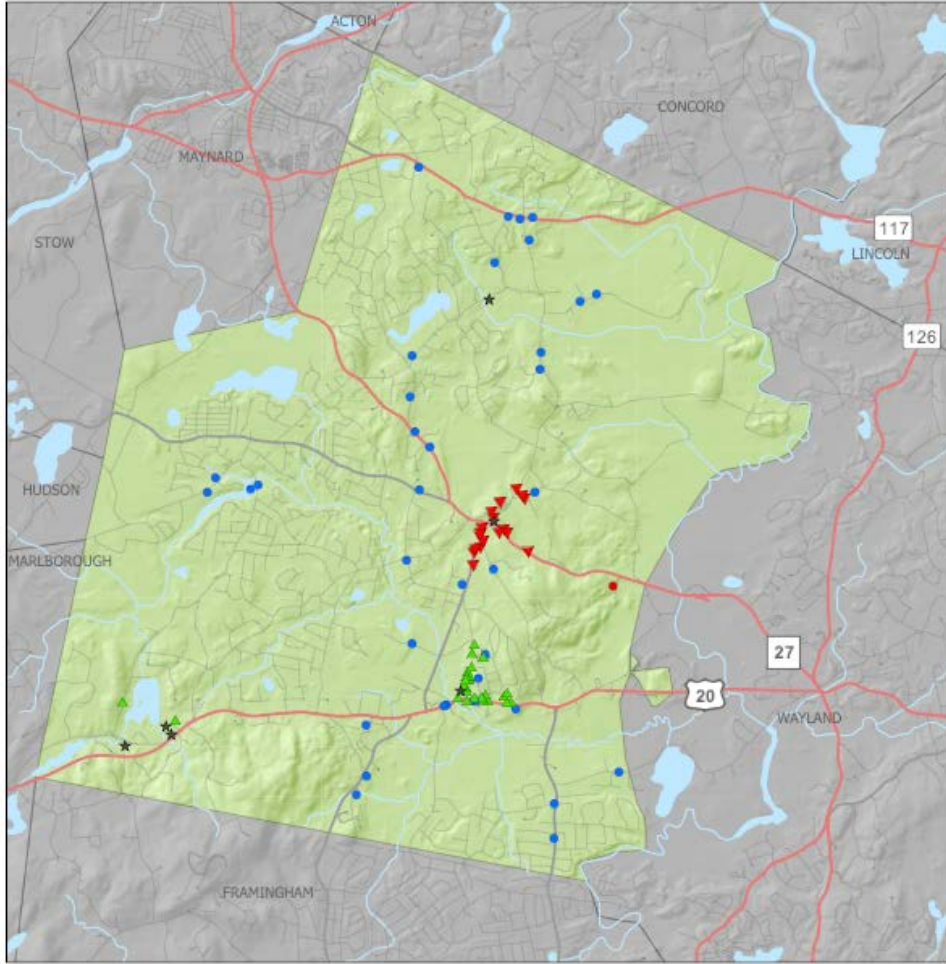 ACTON
CONCORD
MAYNARD
STOW
117
LINCOLN
126
HUDSON
MARLBOROUGH
27
20
WAYLAND
FRAMINGHAM